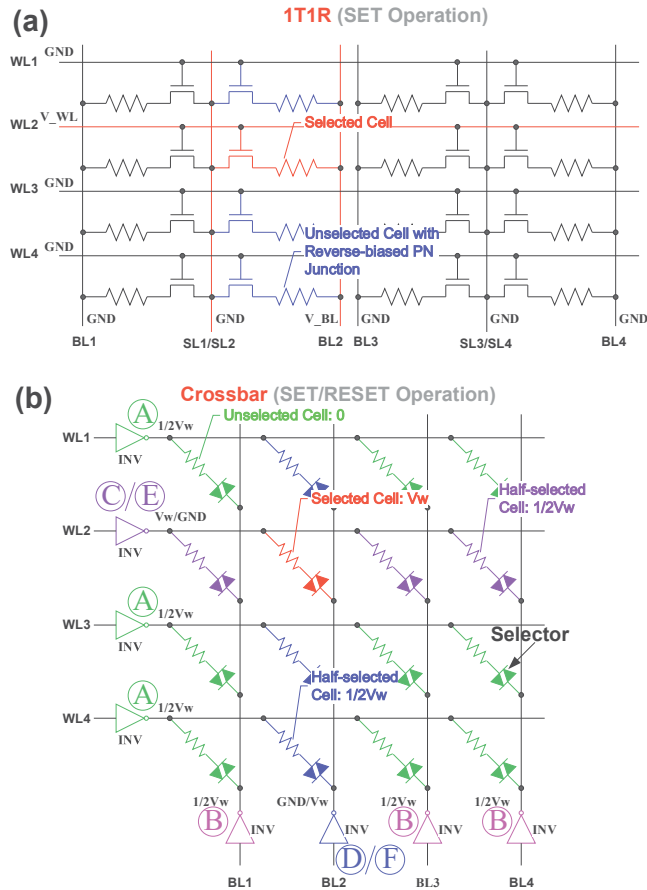 (a)
1T1R (SET Operation)
WL1 GND
WL2 V_WL
Selected Cell
WL3 GND
Unselected Cell with
Reverse-biased PN
Junction
WL4 GND
GND GND V_BL GND GND GND
BL1 SL1/SL2 BL2 BL3 SL3/SL4 BL4
(b)
Crossbar (SET/RESET Operation)
A
1/2Vw
Unselected Cell: 0
WL1
INV
C/E
Selected Cell: Vw
Half-selected
Cell: 1/2Vw
Vw/GND
WL2
INV
A
1/2Vw
WL3
INV
Selector
Half-selected
Cell: 1/2Vw
A
1/2Vw
WL4
INV
1/2Vw GND/Vw 1/2Vw 1/2Vw
B INV INV B INV B INV
D/F
BL1 BL2 BL3 BL4